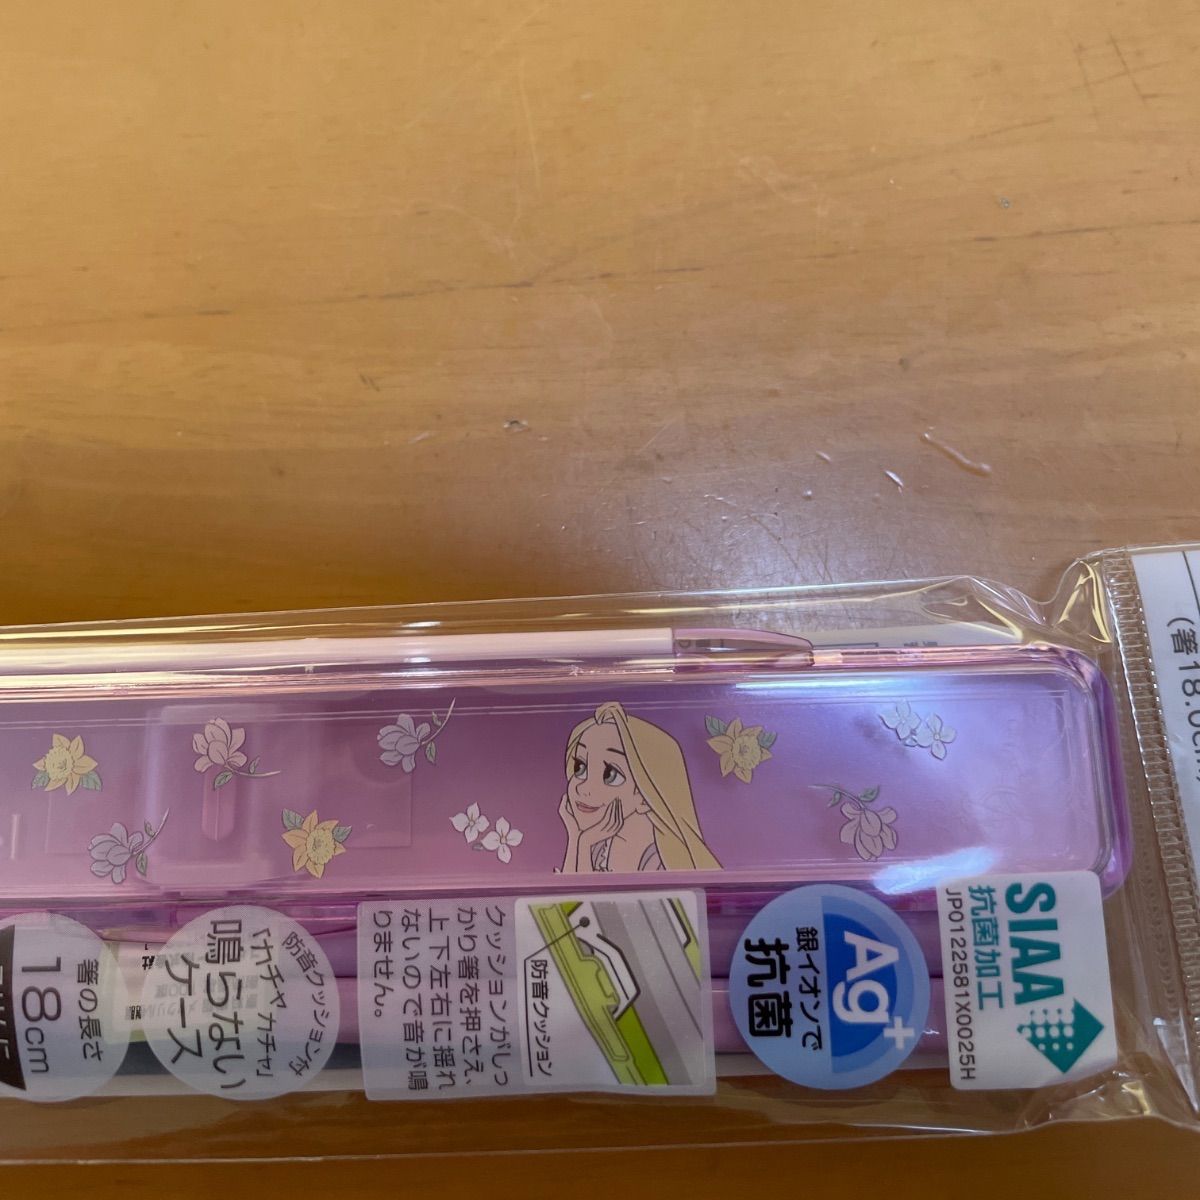 箸の長さ
18cm
防音クッション付
「カチャカチャ」
鳴らない
ケース
クッションがしっ
かり箸を押さえ、
上下左右に揺れ
ないので音が鳴
りません。
防音クッション
Ag+
銀イオンで
抗菌
SIAA
抗菌加工
JP0122581X0025H
(箸18.0cm